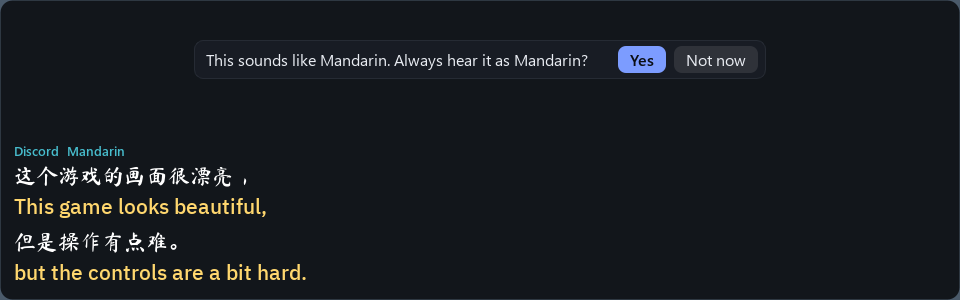 This sounds like Mandarin. Always hear it as Mandarin? Yes Not now
Discord Mandarin
这个游戏的画面很漂亮，
This game looks beautiful,
但是操作有点难。
but the controls are a bit hard.